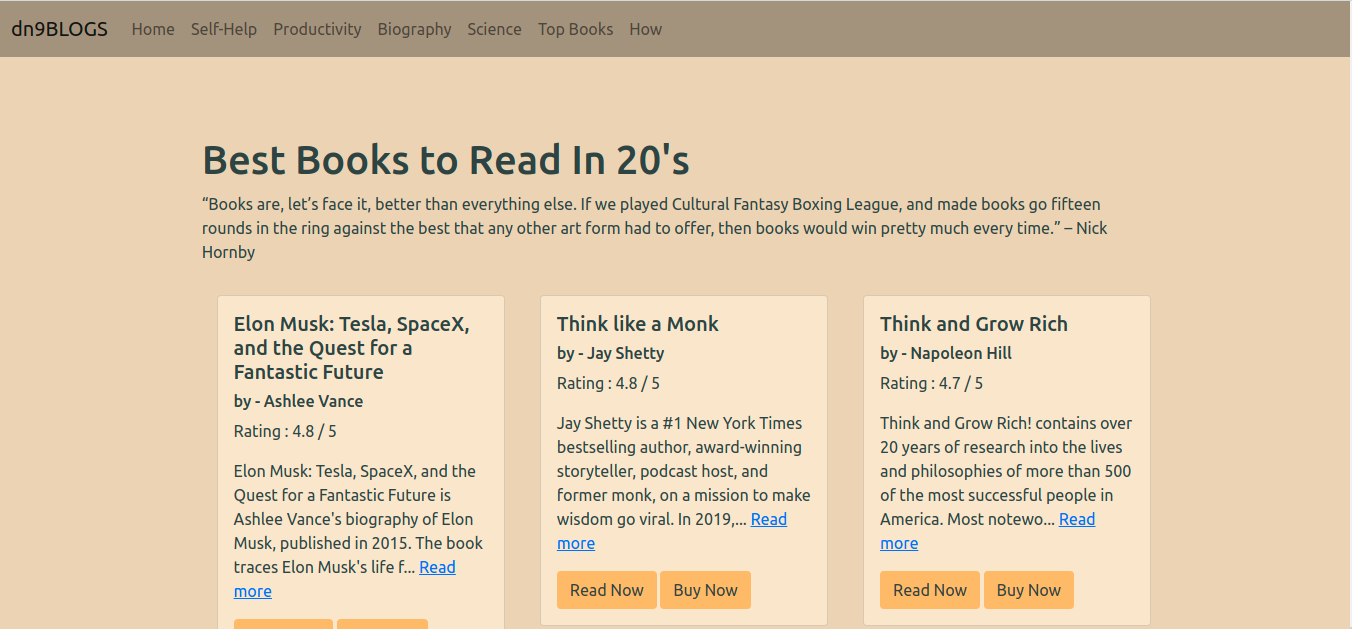 dn9BLOGS Home Self-Help Productivity Biography Science Top Books How
Best Books to Read In 20's
“Books are, let’s face it, better than everything else. If we played Cultural Fantasy Boxing League, and made books go fifteen
rounds in the ring against the best that any other art form had to offer, then books would win pretty much every time.” – Nick
Hornby
Elon Musk: Tesla, SpaceX,
and the Quest for a
Fantastic Future
by - Ashlee Vance
Rating : 4.8 / 5
Elon Musk: Tesla, SpaceX, and the
Quest for a Fantastic Future is
Ashlee Vance's biography of Elon
Musk, published in 2015. The book
traces Elon Musk's life f... Read
more
Think like a Monk
by - Jay Shetty
Rating : 4.8 / 5
Jay Shetty is a #1 New York Times
bestselling author, award-winning
storyteller, podcast host, and
former monk, on a mission to make
wisdom go viral. In 2019,... Read
more
Read Now Buy Now
Think and Grow Rich
by - Napoleon Hill
Rating : 4.7 / 5
Think and Grow Rich! contains over
20 years of research into the lives
and philosophies of more than 500
of the most successful people in
America. Most notewo... Read
more
Read Now Buy Now